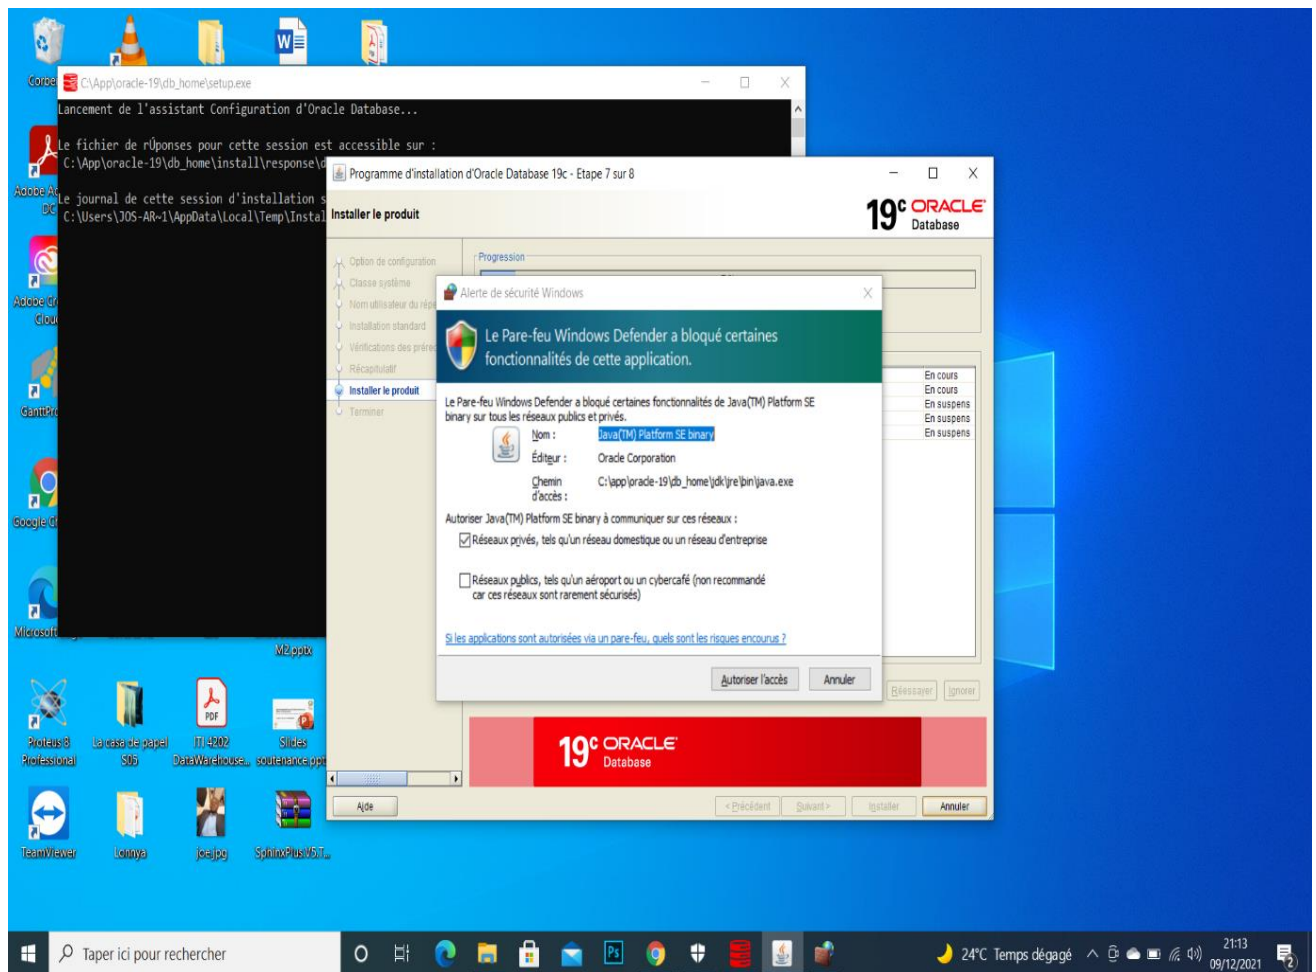 C:\App\oracle-19\db_home\setup.exe
Lancement de l'assistant Configuration d'Oracle Database...
Le fichier de rÚponses pour cette session est accessible sur :
C:\App\oracle-19\db_home\install\response\d
Le journal de cette session d'installation s
C:\Users\JOS-AR~1\AppData\Local\Temp\Instal
Programme d'installation d'Oracle Database 19c - Etape 7 sur 8
Installer le produit
19c ORACLE
Database
Option de configuration
Classe système
Nom utilisateur du répe
Installation standard
Vérifications des prérec
Récapitulatif
Installer le produit
Terminer
Progression
Alerte de sécurité Windows
Le Pare-feu Windows Defender a bloqué certaines
fonctionnalités de cette application.
Le Pare-feu Windows Defender a bloqué certaines fonctionnalités de Java(TM) Platform SE
binary sur tous les réseaux publics et privés.
Nom : Java(TM) Platform SE binary
Éditeur : Oracle Corporation
Chemin d'accès : C:\app\oracle-19\db_home\jdk\jre\bin\java.exe
Autoriser Java(TM) Platform SE binary à communiquer sur ces réseaux :
Réseaux privés, tels qu'un réseau domestique ou un réseau d'entreprise
Réseaux publics, tels qu'un aéroport ou un cybercafé (non recommandé
car ces réseaux sont rarement sécurisés)
Si les applications sont autorisées via un pare-feu, quels sont les risques encourus ?
Autoriser l'accès Annuler
En cours
En cours
En suspens
En suspens
En suspens
Réessayer Ignorer
19c ORACLE
Database
Aide < Précédent Suivant > Installer Annuler
M2.pptx
GanttPro
Proteus 8
Professional
La casa de papel
S05
PDF
ITI 4202
DataWarehouse...
Slides
soutenance.ppt
TeamViewer
Lonnya
joe.jpg
SphinxPlus V5.T...
Taper ici pour rechercher
Ps
24°C Temps dégagé
21:13
09/12/2021
2